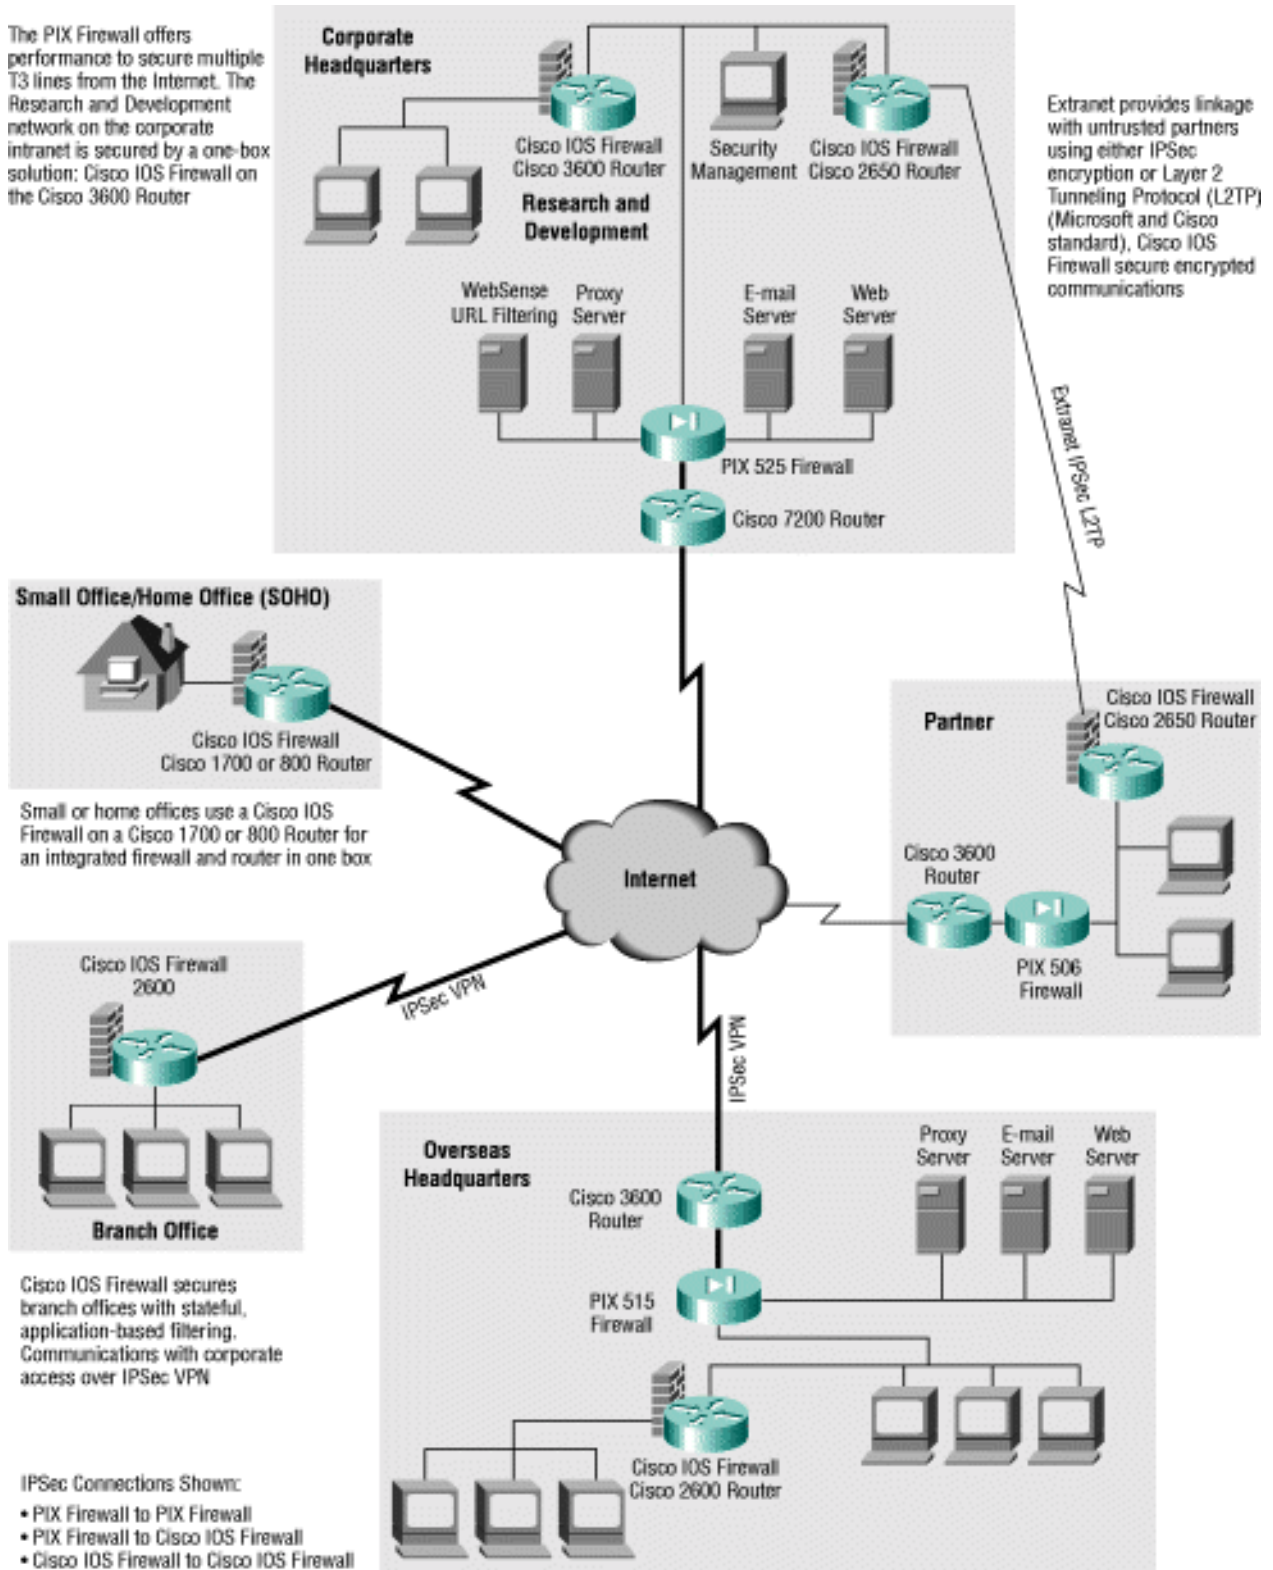 The PIX Firewall offers
performance to secure multiple
T3 lines from the Internet. The
Research and Development
network on the corporate
intranet is secured by a one-box
solution: Cisco IOS Firewall on
the Cisco 3600 Router
Corporate
Headquarters
Cisco IOS Firewall
Cisco 3600 Router
Research and
Development
Security
Management
Cisco IOS Firewall
Cisco 2650 Router
Extranet provides linkage
with untrusted partners
using either IPSec
encryption or Layer 2
Tunneling Protocol (L2TP)
(Microsoft and Cisco
standard), Cisco IOS
Firewall secure encrypted
communications
WebSense
URL Filtering
Proxy
Server
E-mail
Server
Web
Server
PIX 525 Firewall
Cisco 7200 Router
Extranet IPSec L2TP
Small Office/Home Office (SOHO)
Cisco IOS Firewall
Cisco 1700 or 800 Router
Small or home offices use a Cisco IOS
Firewall on a Cisco 1700 or 800 Router for
an integrated firewall and router in one box
Partner
Cisco IOS Firewall
Cisco 2650 Router
Cisco 3600
Router
PIX 506
Firewall
Internet
Cisco IOS Firewall
2600
IPSec VPN
Branch Office
Cisco IOS Firewall secures
branch offices with stateful,
application-based filtering.
Communications with corporate
access over IPSec VPN
IPSec VPN
Overseas
Headquarters
Cisco 3600
Router
PIX 515
Firewall
Proxy
Server
E-mail
Server
Web
Server
Cisco IOS Firewall
Cisco 2600 Router
IPSec Connections Shown:
• PIX Firewall to PIX Firewall
• PIX Firewall to Cisco IOS Firewall
• Cisco IOS Firewall to Cisco IOS Firewall